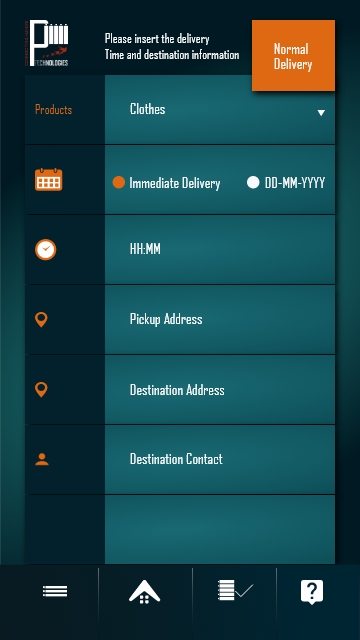 TECHNOLOGIES
Please insert the delivery
Time and destination information
Normal
Delivery
Products
Clothes
Immediate Delivery
DD-MM-YYYY
HH:MM
Pickup Address
Destination Address
Destination Contact
?